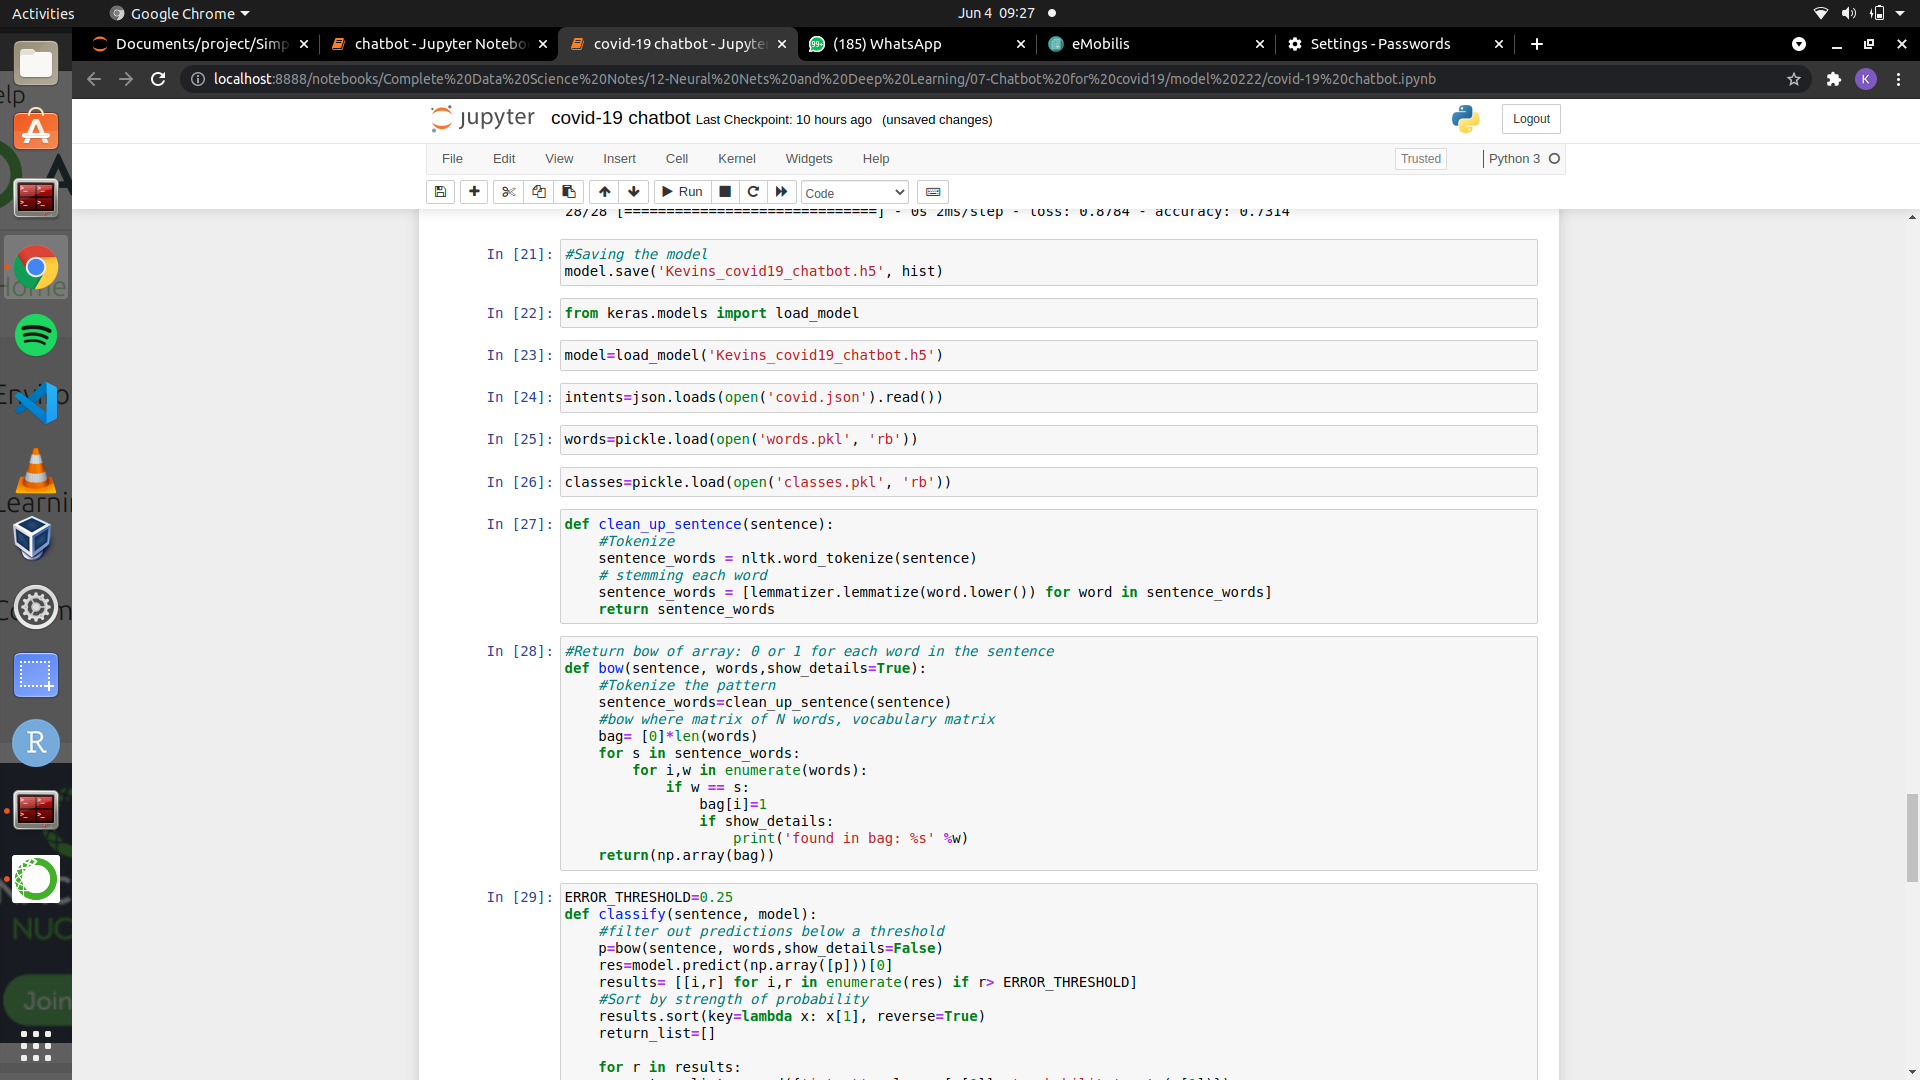 Activities
Google Chrome
Jun 4 09:27
Documents/project/Simp
chatbot - Jupyter Notebo
covid-19 chatbot - Jupyte
(185) WhatsApp
eMobilis
Settings - Passwords
localhost:8888/notebooks/Complete%20Data%20Science%20Notes/12-Neural%20Nets%20and%20Deep%20Learning/07-Chatbot%20for%20covid19/model%20222/covid-19%20chatbot.ipynb
K
jupyter covid-19 chatbot Last Checkpoint: 10 hours ago (unsaved changes)
Logout
File Edit View Insert Cell Kernel Widgets Help
Trusted
Python 3
Run
Code
28/28 [==============================] - 0s 2ms/step - loss: 0.8784 - accuracy: 0.7314
In [21]: #Saving the model
model.save('Kevins_covid19_chatbot.h5', hist)
In [22]: from keras.models import load_model
In [23]: model=load_model('Kevins_covid19_chatbot.h5')
In [24]: intents=json.loads(open('covid.json').read())
In [25]: words=pickle.load(open('words.pkl', 'rb'))
In [26]: classes=pickle.load(open('classes.pkl', 'rb'))
In [27]: def clean_up_sentence(sentence):
#Tokenize
sentence_words = nltk.word_tokenize(sentence)
# stemming each word
sentence_words = [lemmatizer.lemmatize(word.lower()) for word in sentence_words]
return sentence_words
In [28]: #Return bow of array: 0 or 1 for each word in the sentence
def bow(sentence, words,show_details=True):
#Tokenize the pattern
sentence_words=clean_up_sentence(sentence)
#bow where matrix of N words, vocabulary matrix
bag= [0]*len(words)
for s in sentence_words:
for i,w in enumerate(words):
if w == s:
bag[i]=1
if show_details:
print('found in bag: %s' %w)
return(np.array(bag))
In [29]: ERROR_THRESHOLD=0.25
def classify(sentence, model):
#filter out predictions below a threshold
p=bow(sentence, words,show_details=False)
res=model.predict(np.array([p]))[0]
results= [[i,r] for i,r in enumerate(res) if r> ERROR_THRESHOLD]
#Sort by strength of probability
results.sort(key=lambda x: x[1], reverse=True)
return_list=[]
for r in results:
elp
Home
Learni
NUC
Join
R